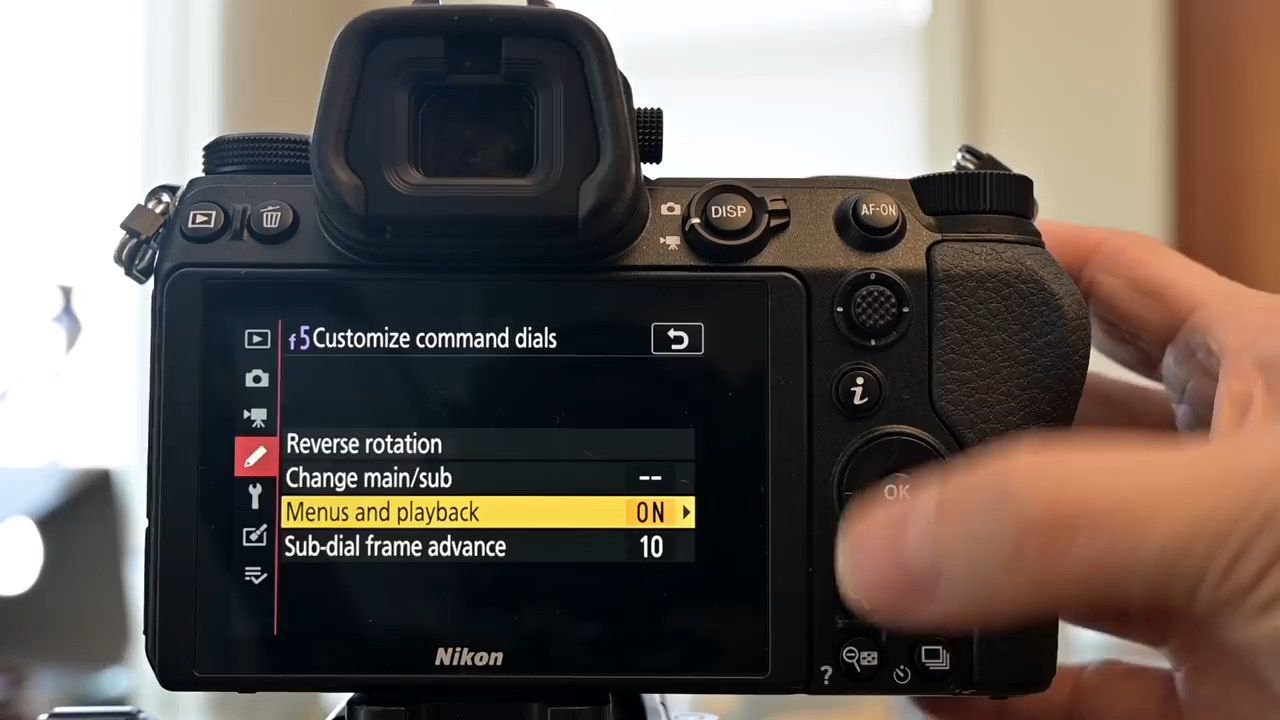 DISP
AF-ON
f5 Customize command dials
i
Reverse rotation
Change main/sub --
OK
Menus and playback ON
Sub-dial frame advance 10
Nikon
?